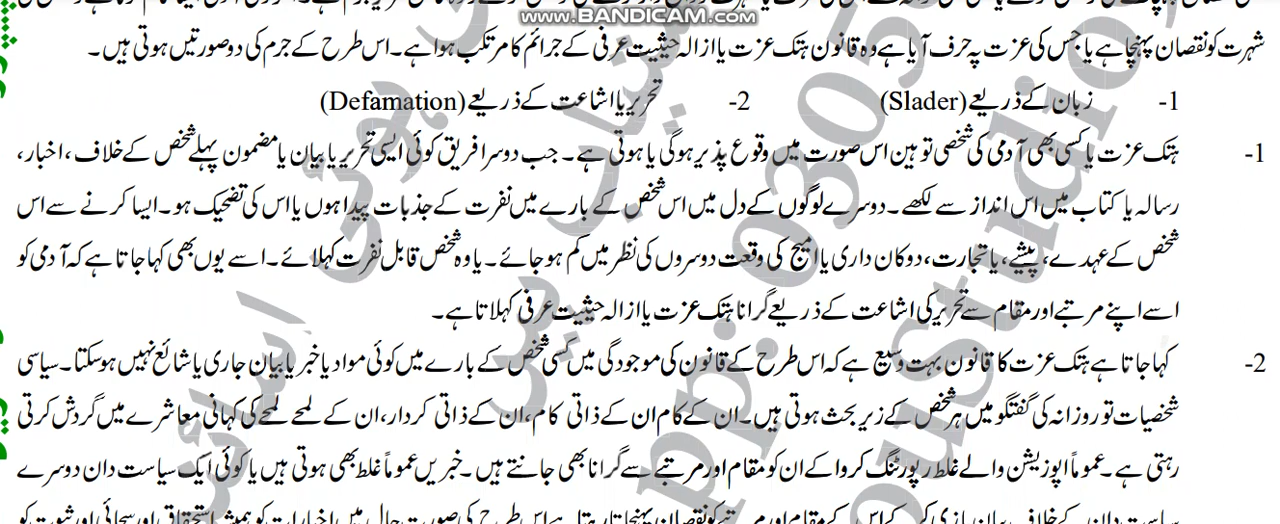 WWW.BANDICAM.COM
شہرت کو نقصان پہنچا ہے یا جس کی عزت پہ حرف آیا ہے وہ قانون ہتک عزت یا ازالہ حیثیت عرفی کے جرائم کا مرتکب ہوا ہے۔ اس طرح کے جرم کی دو صورتیں ہوتی ہیں۔
1- زبان کے ذریعے (Slader) 2- تحریر یا اشاعت کے ذریعے (Defamation)
1- ہتک عزت یا کسی بھی آدمی کی شخصی توہین اس صورت میں وقوع پذیر ہوگی یا ہوتی ہے۔ جب دوسرا فریق کوئی ایسی تحریر یا بیان یا مضمون پہلے شخص کے خلاف، اخبار،
رسالہ یا کتاب میں اس انداز سے لکھے۔ دوسرے لوگوں کے دل میں اس شخص کے بارے میں نفرت کے جذبات پیدا ہوں یا اس کی تضحیک ہو۔ ایسا کرنے سے اس
شخص کے عہدے، پیشے، یا تجارت، دوکان داری یا امیج کی وقعت دوسروں کی نظر میں کم ہو جائے۔ یا وہ شخص قابل نفرت کہلائے۔ اسے یوں بھی کہا جاتا ہے کہ آدمی کو
اسے اپنے مرتبے اور مقام سے تحریر کی اشاعت کے ذریعے گرانا ہتک عزت یا ازالہ حیثیت عرفی کہلاتا ہے۔
2- کہا جاتا ہے ہتک عزت کا قانون بہت وسیع ہے کہ اس طرح کے قانون کی موجودگی میں کسی شخص کے بارے میں کوئی مواد یا خبر یا بیان جاری یا شائع نہیں ہو سکتا۔ سیاسی
شخصیات تو روزانہ کی گفتگو میں ہر شخص کے زیر بحث ہوتی ہیں۔ ان کے کام ان کے ذاتی کام، ان کے ذاتی کردار، ان کے لمحے لمحے کی کہانی معاشرے میں گردش کرتی
رہتی ہے۔ عموماً اپوزیشن والے غلط رپورٹنگ کروا کے ان کو مقام اور مرتبے سے گرانا بھی جانتے ہیں۔ خبریں عموماً غلط بھی ہوتی ہیں یا کوئی ایک سیاست دان دوسرے